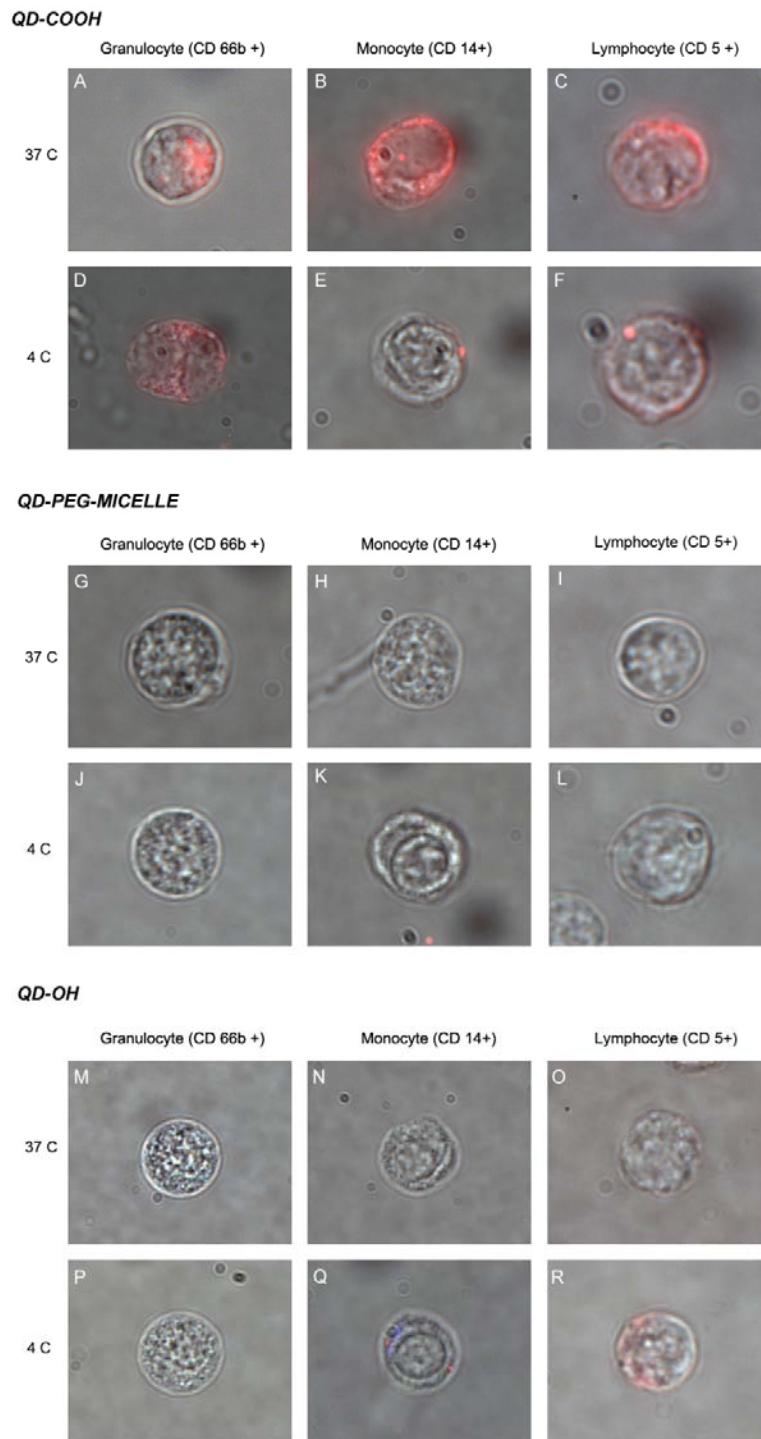 QD-COOH
Granulocyte (CD 66b +) Monocyte (CD 14+) Lymphocyte (CD 5 +)
A B C
37 C
D E F
4 C
QD-PEG-MICELLE
Granulocyte (CD 66b +) Monocyte (CD 14+) Lymphocyte (CD 5+)
G H I
37 C
J K L
4 C
QD-OH
Granulocyte (CD 66b +) Monocyte (CD 14+) Lymphocyte (CD 5+)
M N O
37 C
P Q R
4 C